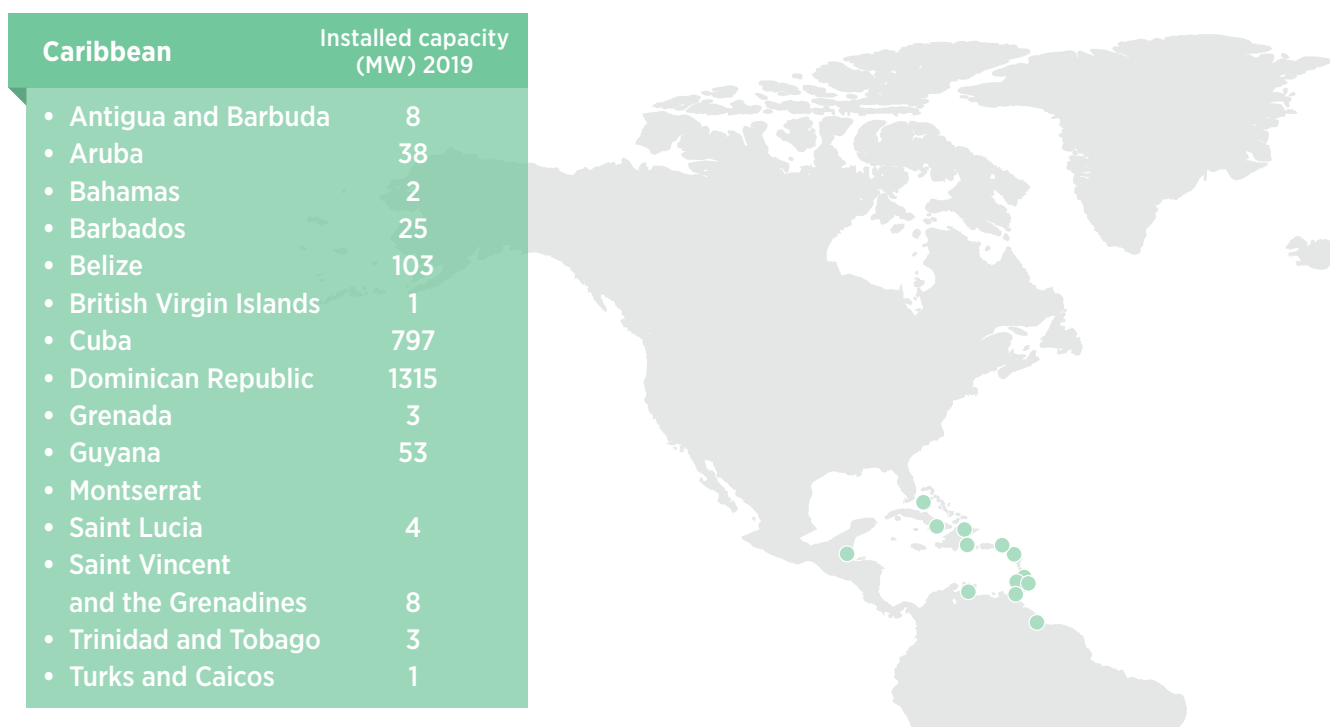 Caribbean Installed capacity
(MW) 2019
• Antigua and Barbuda 8
• Aruba 38
• Bahamas 2
• Barbados 25
• Belize 103
• British Virgin Islands 1
• Cuba 797
• Dominican Republic 1315
• Grenada 3
• Guyana 53
• Montserrat
• Saint Lucia 4
• Saint Vincent
and the Grenadines 8
• Trinidad and Tobago 3
• Turks and Caicos 1